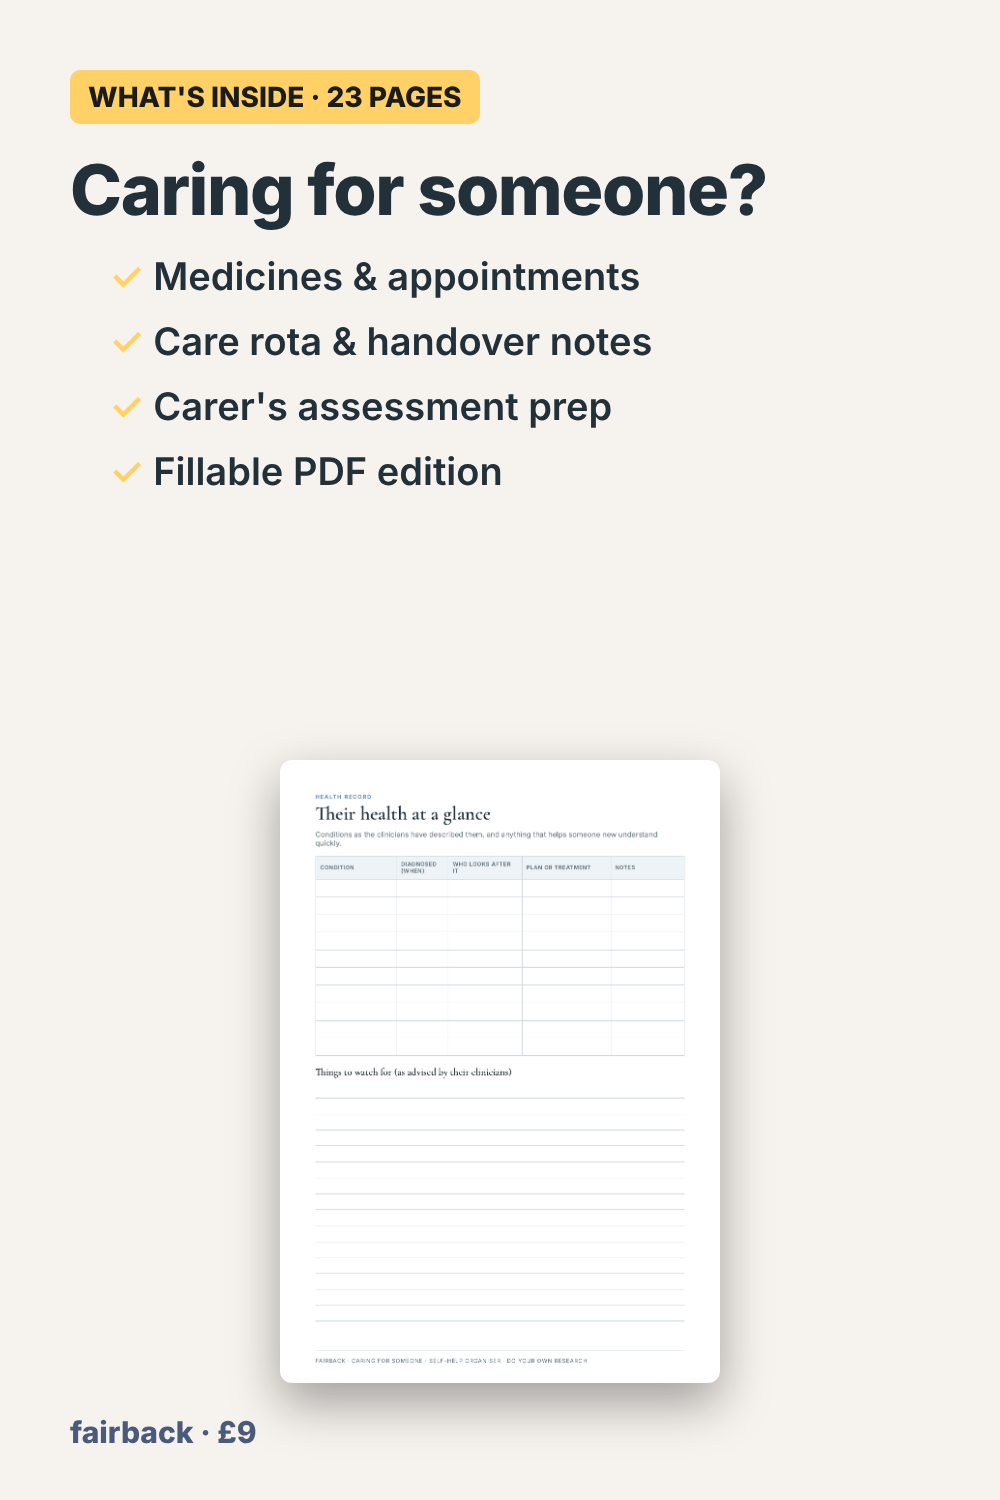 WHAT'S INSIDE · 23 PAGES
Caring for someone?
✓ Medicines & appointments
✓ Care rota & handover notes
✓ Carer's assessment prep
✓ Fillable PDF edition
HEALTH RECORD
Their health at a glance
Conditions as the clinicians have described them, and anything that helps someone new understand
quickly.
CONDITION DIAGNOSED (WHEN) WHO LOOKS AFTER IT PLAN OR TREATMENT NOTES
Things to watch for (as advised by their clinicians)
FAIRBACK · CARING FOR SOMEONE · SELF-HELP ORGANISER · DO YOUR OWN RESEARCH
fairback · £9